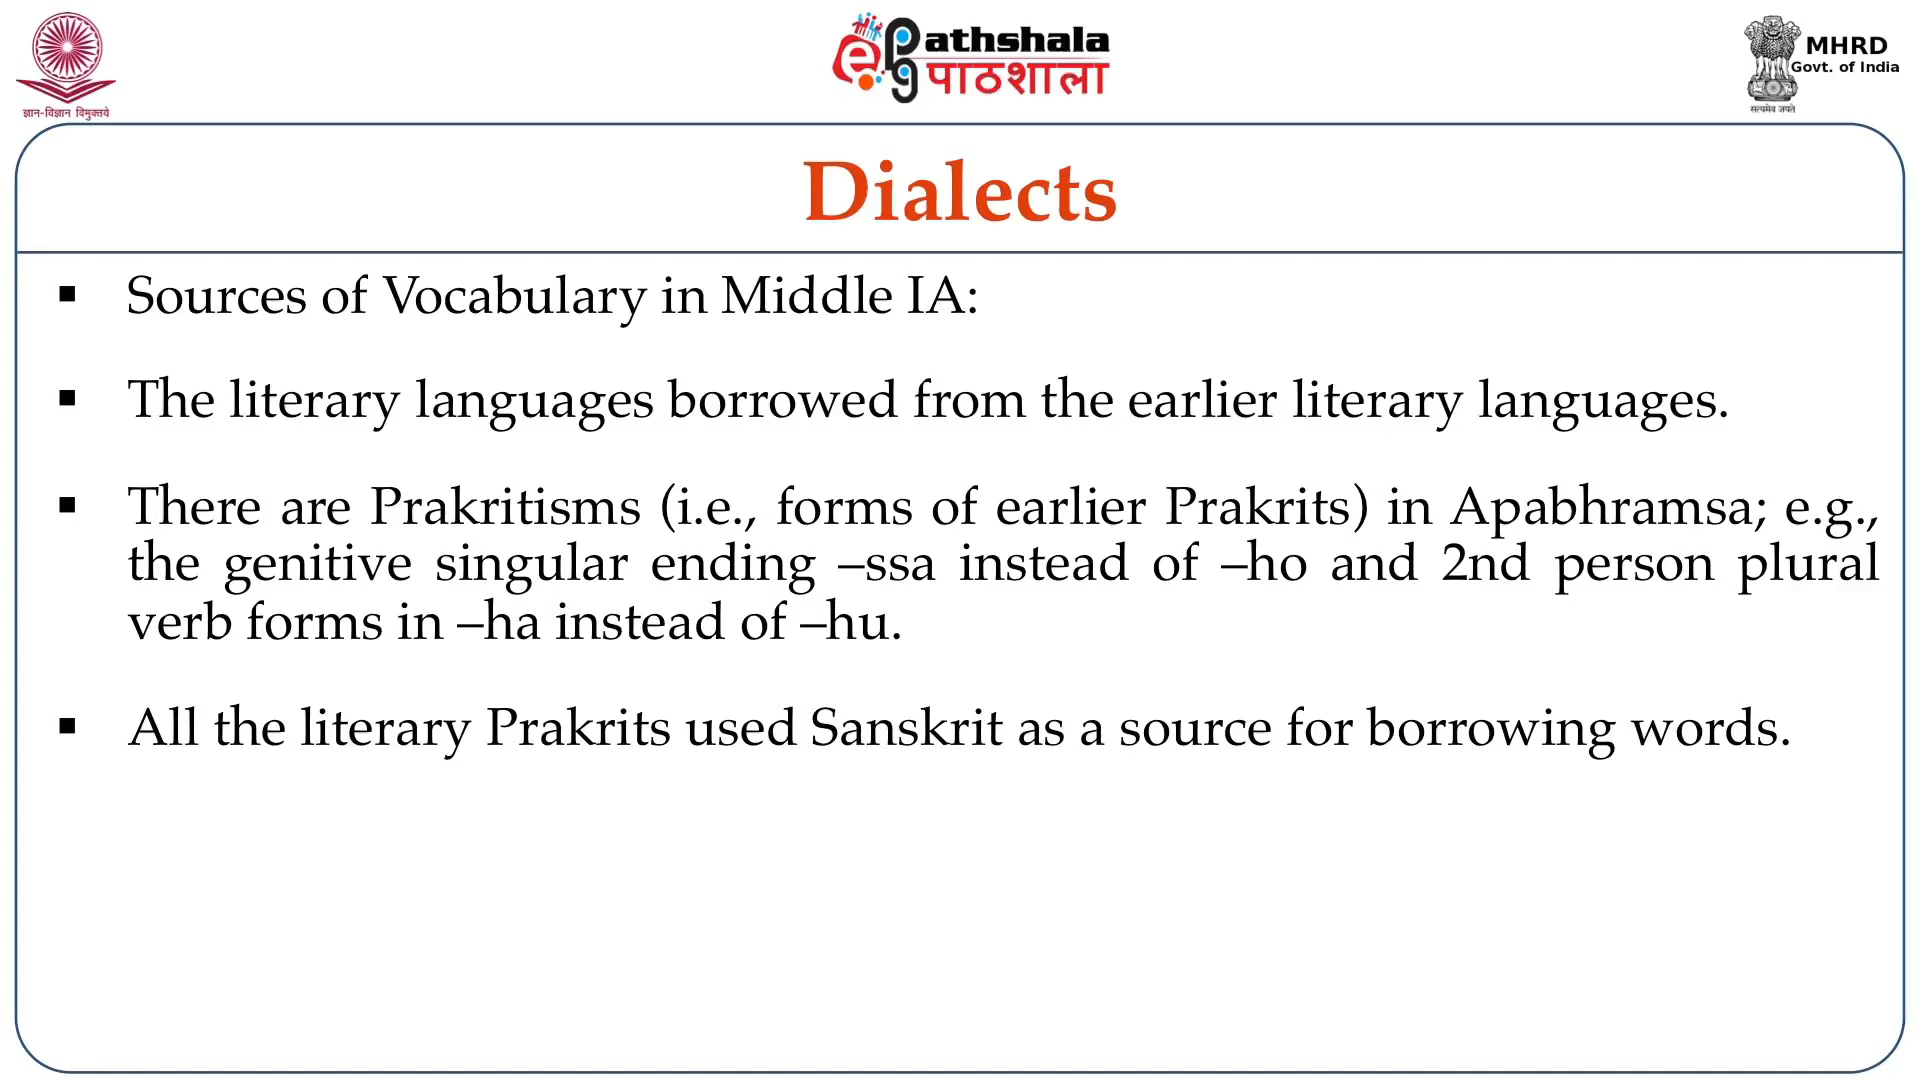 ज्ञान-विज्ञान विमुक्तये
ePG Pathshala
पाठशाला
MHRD
Govt. of India
सत्यमेव जयते
Dialects
▪ Sources of Vocabulary in Middle IA:
▪ The literary languages borrowed from the earlier literary languages.
▪ There are Prakritisms (i.e., forms of earlier Prakrits) in Apabhramsa; e.g.,
the genitive singular ending –ssa instead of –ho and 2nd person plural
verb forms in –ha instead of –hu.
▪ All the literary Prakrits used Sanskrit as a source for borrowing words.